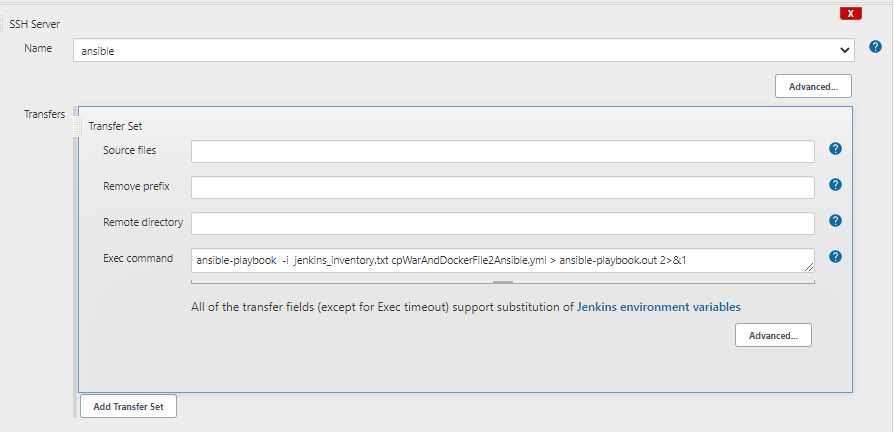 X
SSH Server
Name ansible ?
Advanced...
Transfers
Transfer Set
Source files ?
Remove prefix ?
Remote directory ?
Exec command ansible-playbook -i jenkins_inventory.txt cpWarAndDockerFile2Ansible.yml > ansible-playbook.out 2>&1 ?
All of the transfer fields (except for Exec timeout) support substitution of Jenkins environment variables
Advanced...
Add Transfer Set